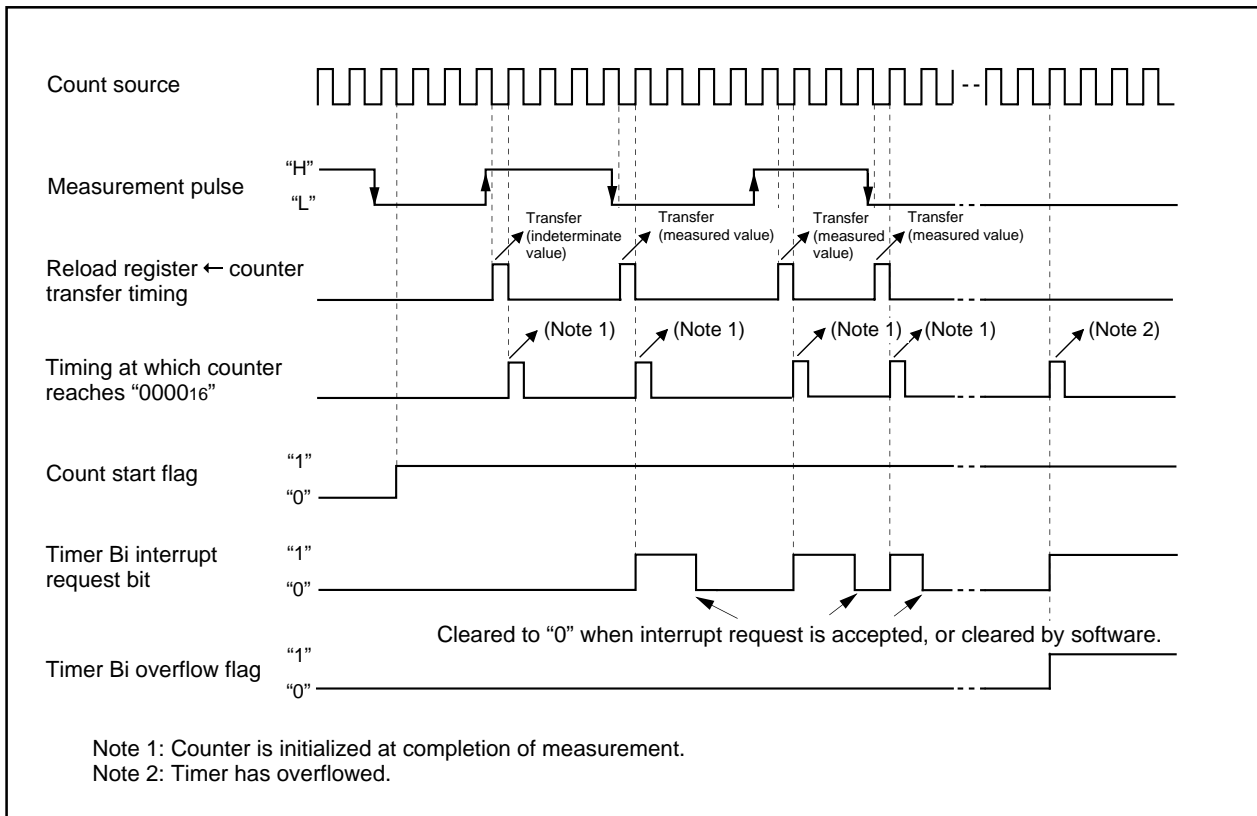 Count source
Measurement pulse
“H”
“L”
Transfer
(indeterminate
value)
Transfer
(measured value)
Transfer
(measured
value)
Transfer
(measured value)
Reload register ← counter
transfer timing
(Note 1)
(Note 1)
(Note 1)
(Note 1)
(Note 2)
Timing at which counter
reaches “000016”
Count start flag
“1”
“0”
Timer Bi interrupt
request bit
“1”
“0”
Cleared to “0” when interrupt request is accepted, or cleared by software.
Timer Bi overflow flag
“1”
“0”
Note 1: Counter is initialized at completion of measurement.
Note 2: Timer has overflowed.